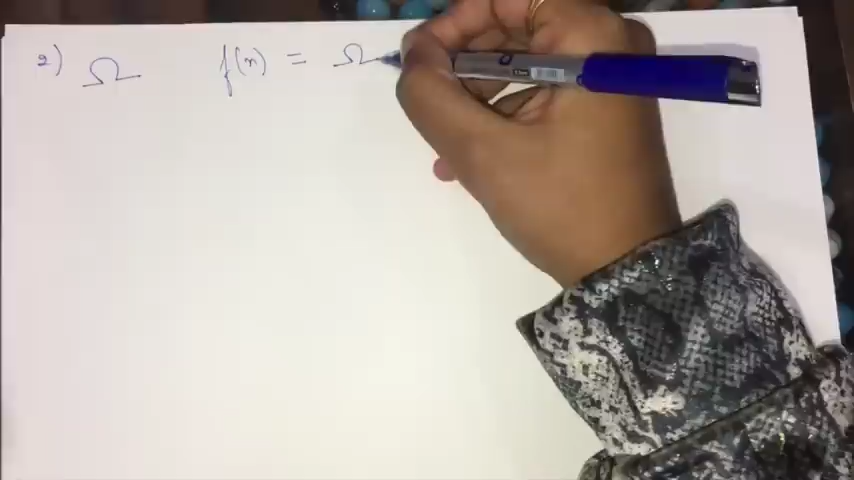 2) Ω f(n) = Ω